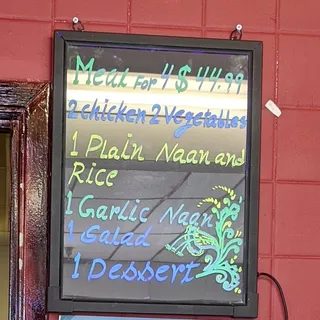 Meal For 4 $ 44.99
2 chicken 2 Vegetables
1 Plain Naan and
Rice
1 Garlic Naan
1 Salad
1 Dessert